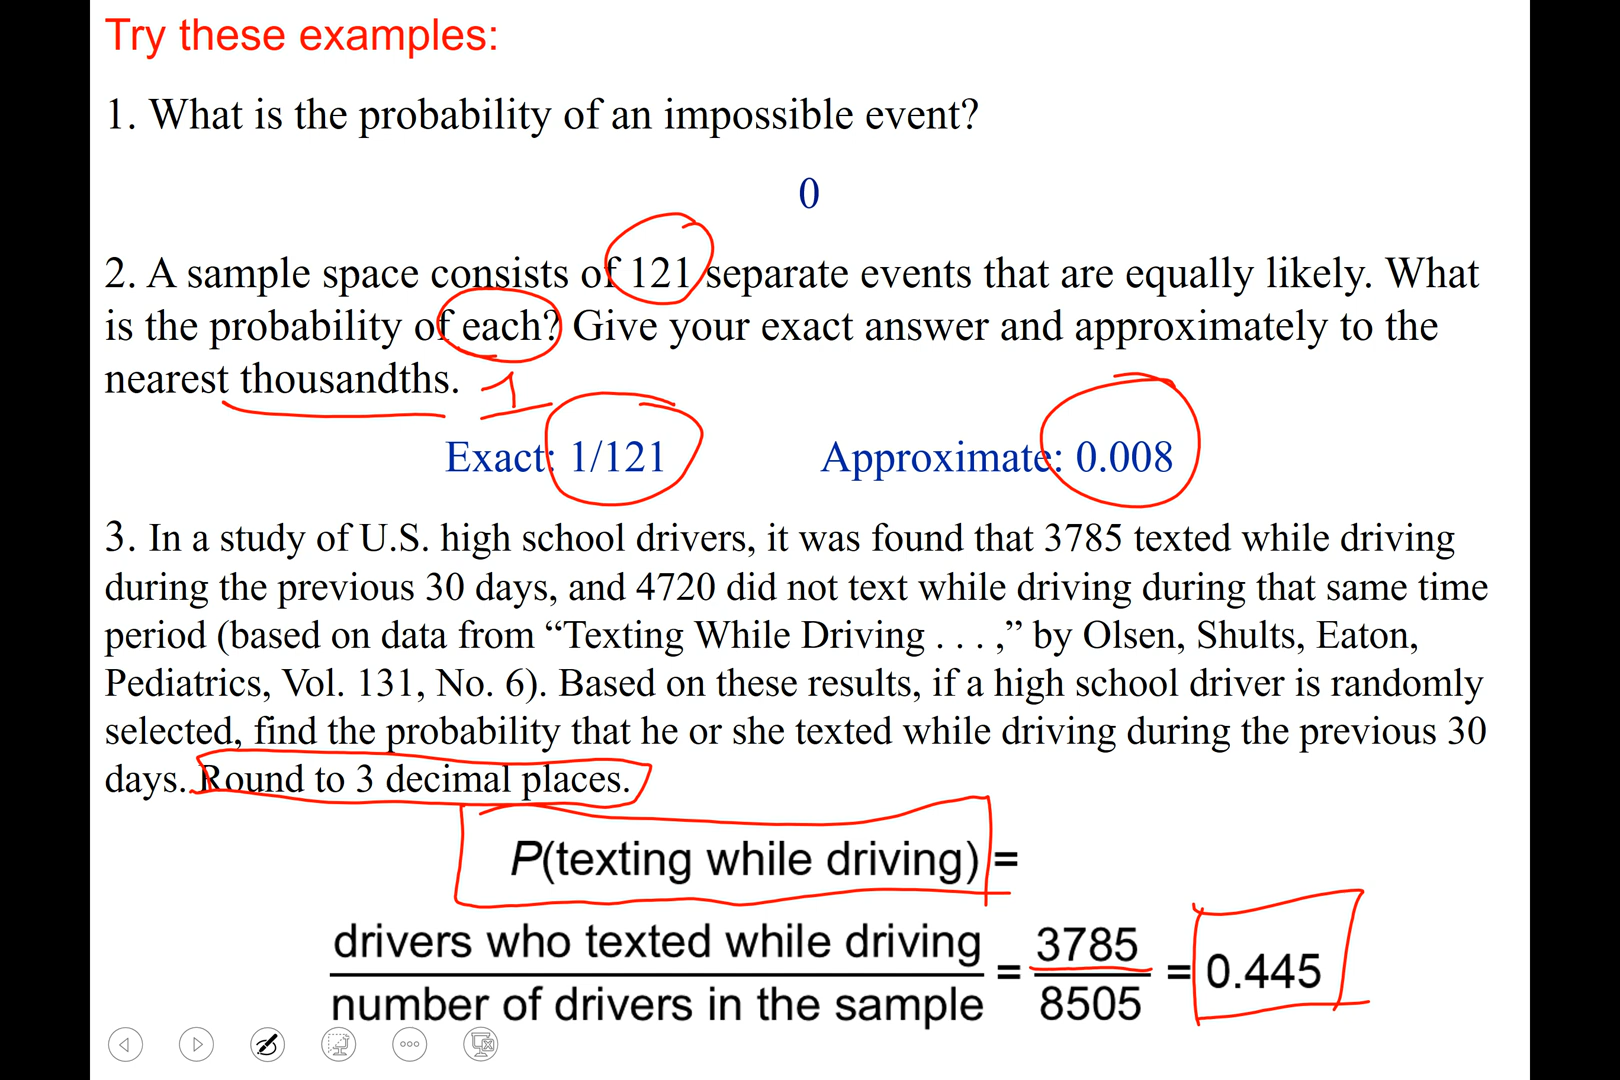 Try these examples:
1. What is the probability of an impossible event?
0
2. A sample space consists of 121 separate events that are equally likely. What
is the probability of each? Give your exact answer and approximately to the
nearest thousandths.
1
Exact: 1/121 Approximate: 0.008
3. In a study of U.S. high school drivers, it was found that 3785 texted while driving
during the previous 30 days, and 4720 did not text while driving during that same time
period (based on data from “Texting While Driving . . . ,” by Olsen, Shults, Eaton,
Pediatrics, Vol. 131, No. 6). Based on these results, if a high school driver is randomly
selected, find the probability that he or she texted while driving during the previous 30
days. Round to 3 decimal places.
P(texting while driving) =
drivers who texted while driving
number of drivers in the sample
= 3785
8505
= 0.445